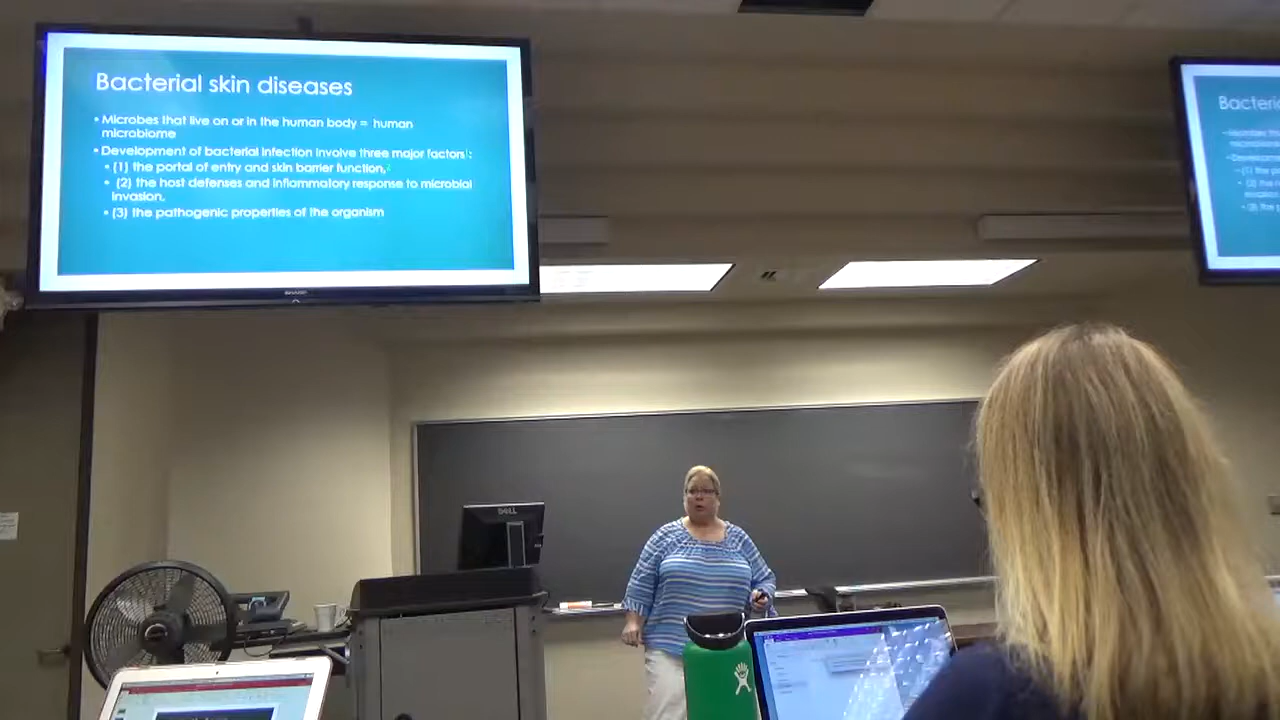 Bacterial skin diseases
• Microbes that live on or in the human body = human
microbiome
• Development of bacterial infection involve three major factors:
• (1) the portal of entry and skin barrier function,
• (2) the host defenses and inflammatory response to microbial
invasion,
• (3) the pathogenic properties of the organism
SHARP
Bacteri
DELL